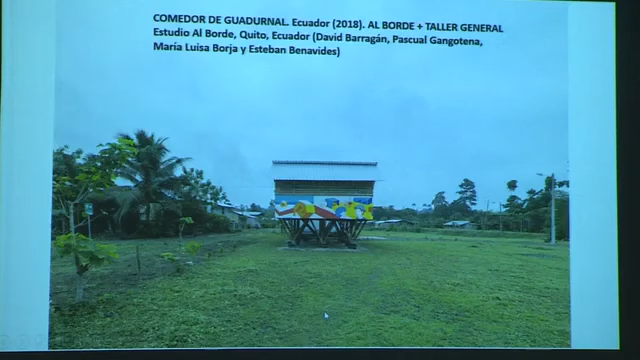 COMEDOR DE GUADURNAL. Ecuador (2018). AL BORDE + TALLER GENERAL
Estudio Al Borde, Quito, Ecuador (David Barragán, Pascual Gangotena,
María Luisa Borja y Esteban Benavides)